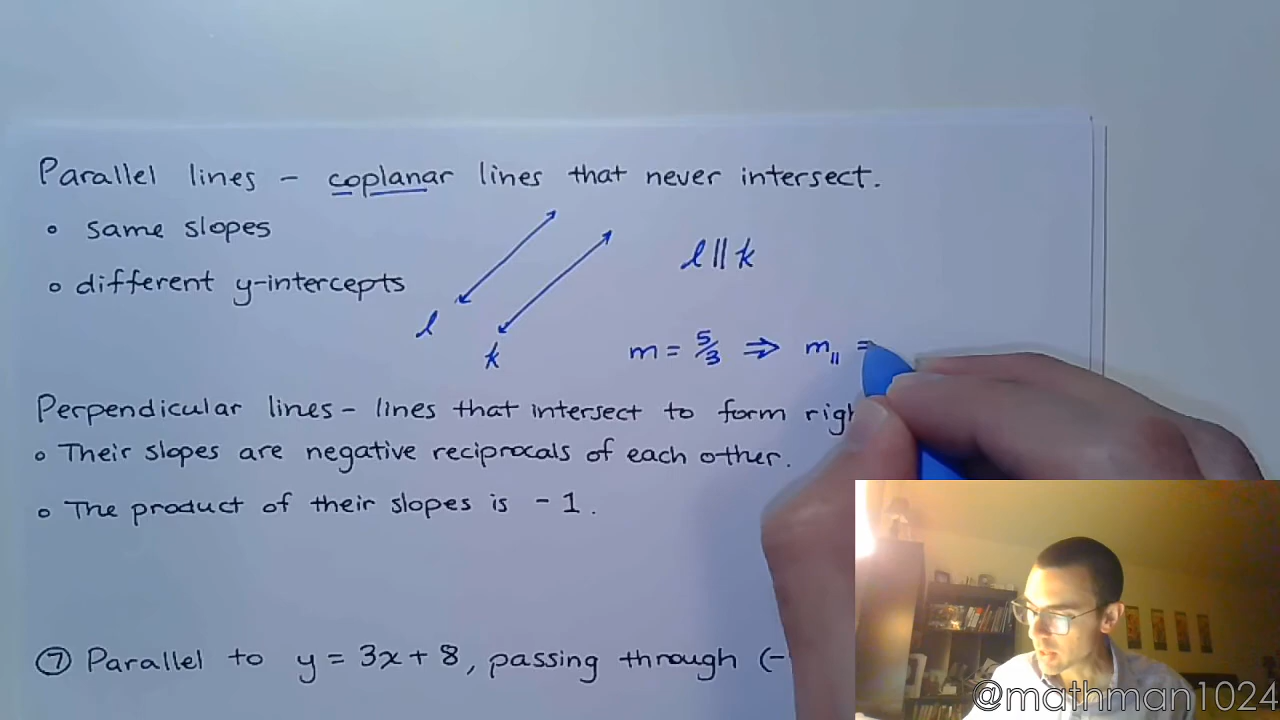 Parallel lines - coplanar lines that never intersect.
∘ same slopes
∘ different y-intercepts
l || k
l
k
m = 5/3 ⇒ m∥ =
Perpendicular lines - lines that intersect to form
∘ Their slopes are negative reciprocals of each other.
∘ The product of their slopes is -1.
⑦ Parallel to y = 3x + 8, passing through (-
@mathman1024